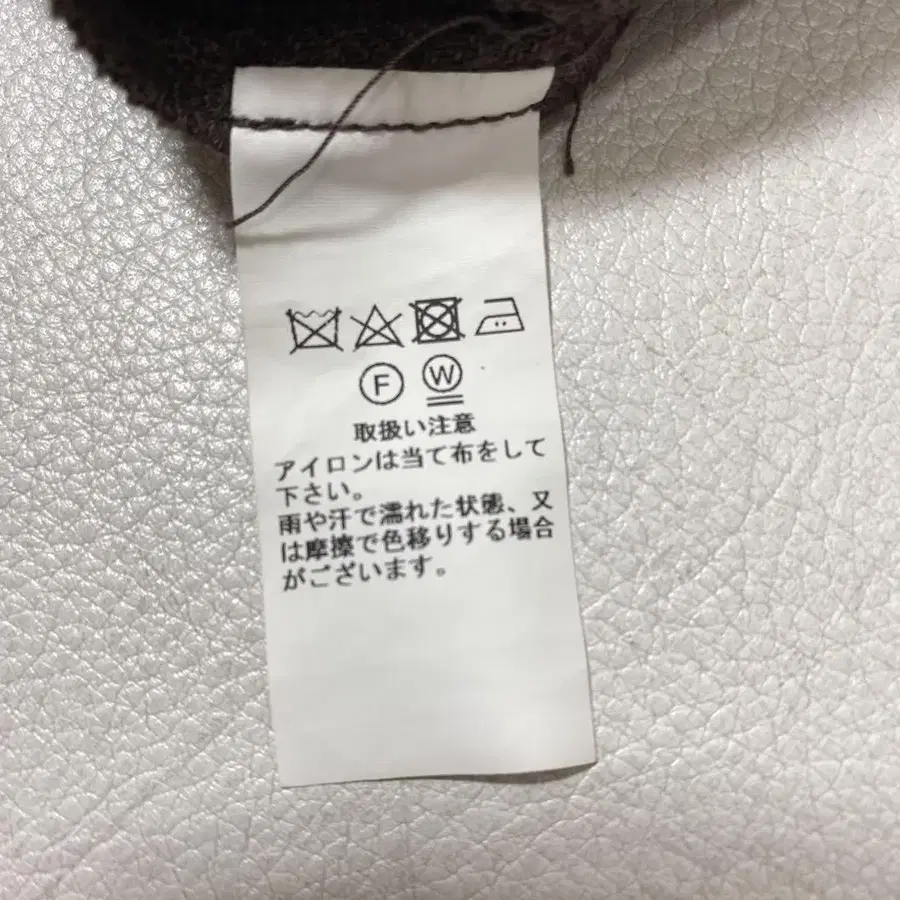 F W
取扱い注意
アイロンは当て布をして
下さい。
雨や汗で濡れた状態、又
は摩擦で色移りする場合
がございます。